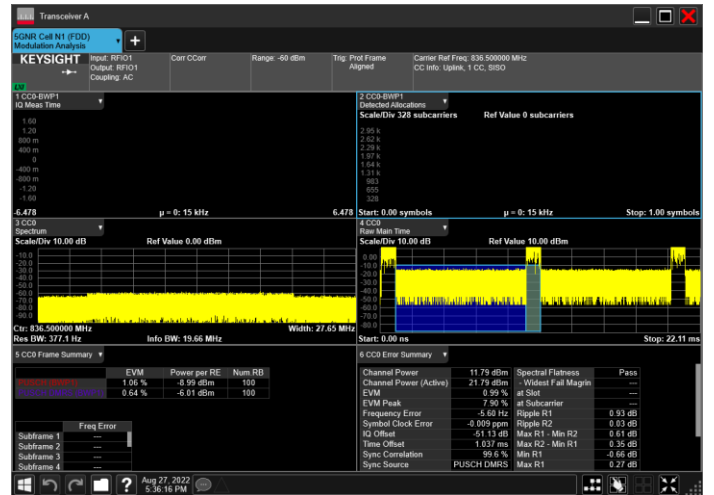 Transceiver A
5GNR Cell N1 (FDD)
Modulation Analysis
KEYSIGHT
Input: RFIO1
Output: RFIO1
Coupling: AC
Corr CCorr
Range: -60 dBm
Trig: Prot Frame
Aligned
Carrier Ref Freq: 836.500000 MHz
CC Info: Uplink, 1 CC, SISO
1 CC0-BWP1
IQ Meas Time
1.60
1.20
800 m
400 m
0
-400 m
-800 m
-1.20
-1.60
-6.478
µ = 0: 15 kHz
6.478
2 CC0-BWP1
Detected Allocations
Scale/Div 328 subcarriers
Ref Value 0 subcarriers
2.95 k
2.62 k
2.29 k
1.97 k
1.64 k
1.31 k
983
655
328
Start: 0.00 symbols
µ = 0: 15 kHz
Stop: 1.00 symbols
3 CC0
Spectrum
Scale/Div 10.00 dB
Ref Value 0.00 dBm
-10.0
-20.0
-30.0
-40.0
-50.0
-60.0
-70.0
-80.0
-90.0
Ctr: 836.500000 MHz
Width: 27.65 MHz
Res BW: 377.1 Hz
Info BW: 19.66 MHz
4 CC0
Raw Main Time
Scale/Div 10.00 dB
Ref Value 10.00 dBm
0.00
-10.0
-20.0
-30.0
-40.0
-50.0
-60.0
-70.0
-80.0
Start: 0.00 ns
Stop: 22.11 ms
5 CC0 Frame Summary
EVM Power per RE Num RB
1.06 % -8.99 dBm 100
0.64 % -6.01 dBm 100
Freq Error
Subframe 1 ---
Subframe 2 ---
Subframe 3 ---
Subframe 4 ---
6 CC0 Error Summary
Channel Power 11.79 dBm Spectral Flatness Pass
Channel Power (Active) 21.79 dBm - Widest Fail Magrin ---
EVM 0.99 % at Slot ---
EVM Peak 7.90 % at Subcarrier ---
Frequency Error -5.60 Hz Ripple R1 0.93 dB
Symbol Clock Error -0.009 ppm Ripple R2 0.83 dB
IQ Offset -51.13 dB Max R1 - Min R2 0.61 dB
Time Offset 1.037 ms Max R2 - Min R1 0.35 dB
Sync Correlation 99.6 % Min R1 -0.66 dB
Sync Source PUSCH DMRS Max R1 0.27 dB
Aug 27, 2022
5:36:16 PM